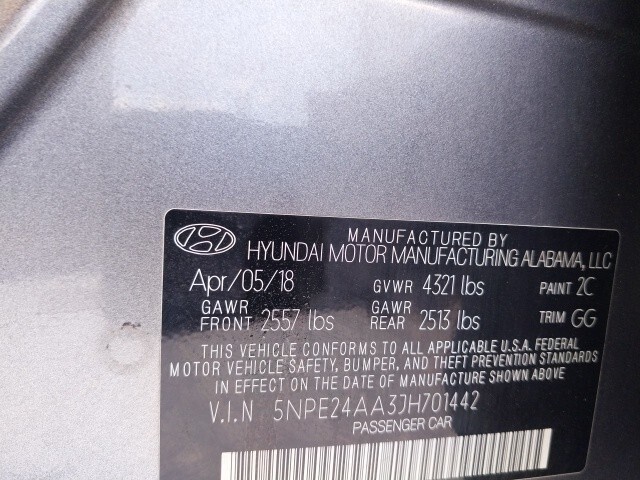 MANUFACTURED BY
HYUNDAI MOTOR MANUFACTURING ALABAMA, LLC
Apr/05/18 GVWR 4321 lbs PAINT 2C
GAWR FRONT 2557 lbs GAWR REAR 2513 lbs TRIM GG
THIS VEHICLE CONFORMS TO ALL APPLICABLE U.S.A. FEDERAL
MOTOR VEHICLE SAFETY, BUMPER, AND THEFT PREVENTION STANDARDS
IN EFFECT ON THE DATE OF MANUFACTURE SHOWN ABOVE
V.I.N 5NPE24AA3JH701442
PASSENGER CAR